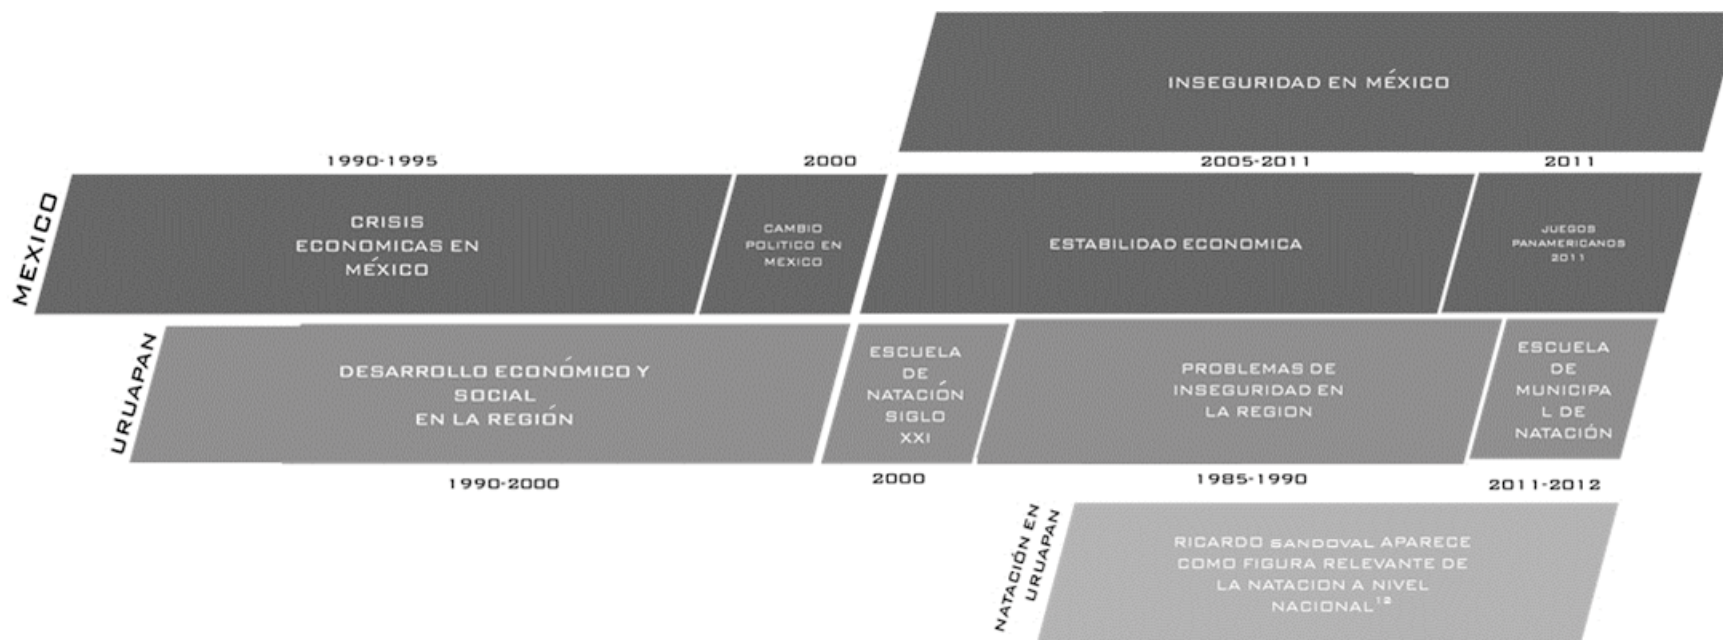 INSEGURIDAD EN MÉXICO
1990-1995
2000
2005-2011
2011
MEXICO
CRISIS
ECONOMICAS EN
MÉXICO
CAMBIO
POLITICO EN
MEXICO
ESTABILIDAD ECONOMICA
JUEGOS
PANAMERICANOS
2011
URUAPAN
DESARROLLO ECONÓMICO Y
SOCIAL
EN LA REGIÓN
ESCUELA
DE
NATACIÓN
SIGLO
XXI
PROBLEMAS DE
INSEGURIDAD EN
LA REGION
ESCUELA
DE
MUNICIPA
L DE
NATACIÓN
1990-2000
2000
1985-1990
2011-2012
NATACIÓN EN
URUAPAN
RICARDO SANDOVAL APARECE
COMO FIGURA RELEVANTE DE
LA NATACION A NIVEL
NACIONAL¹²